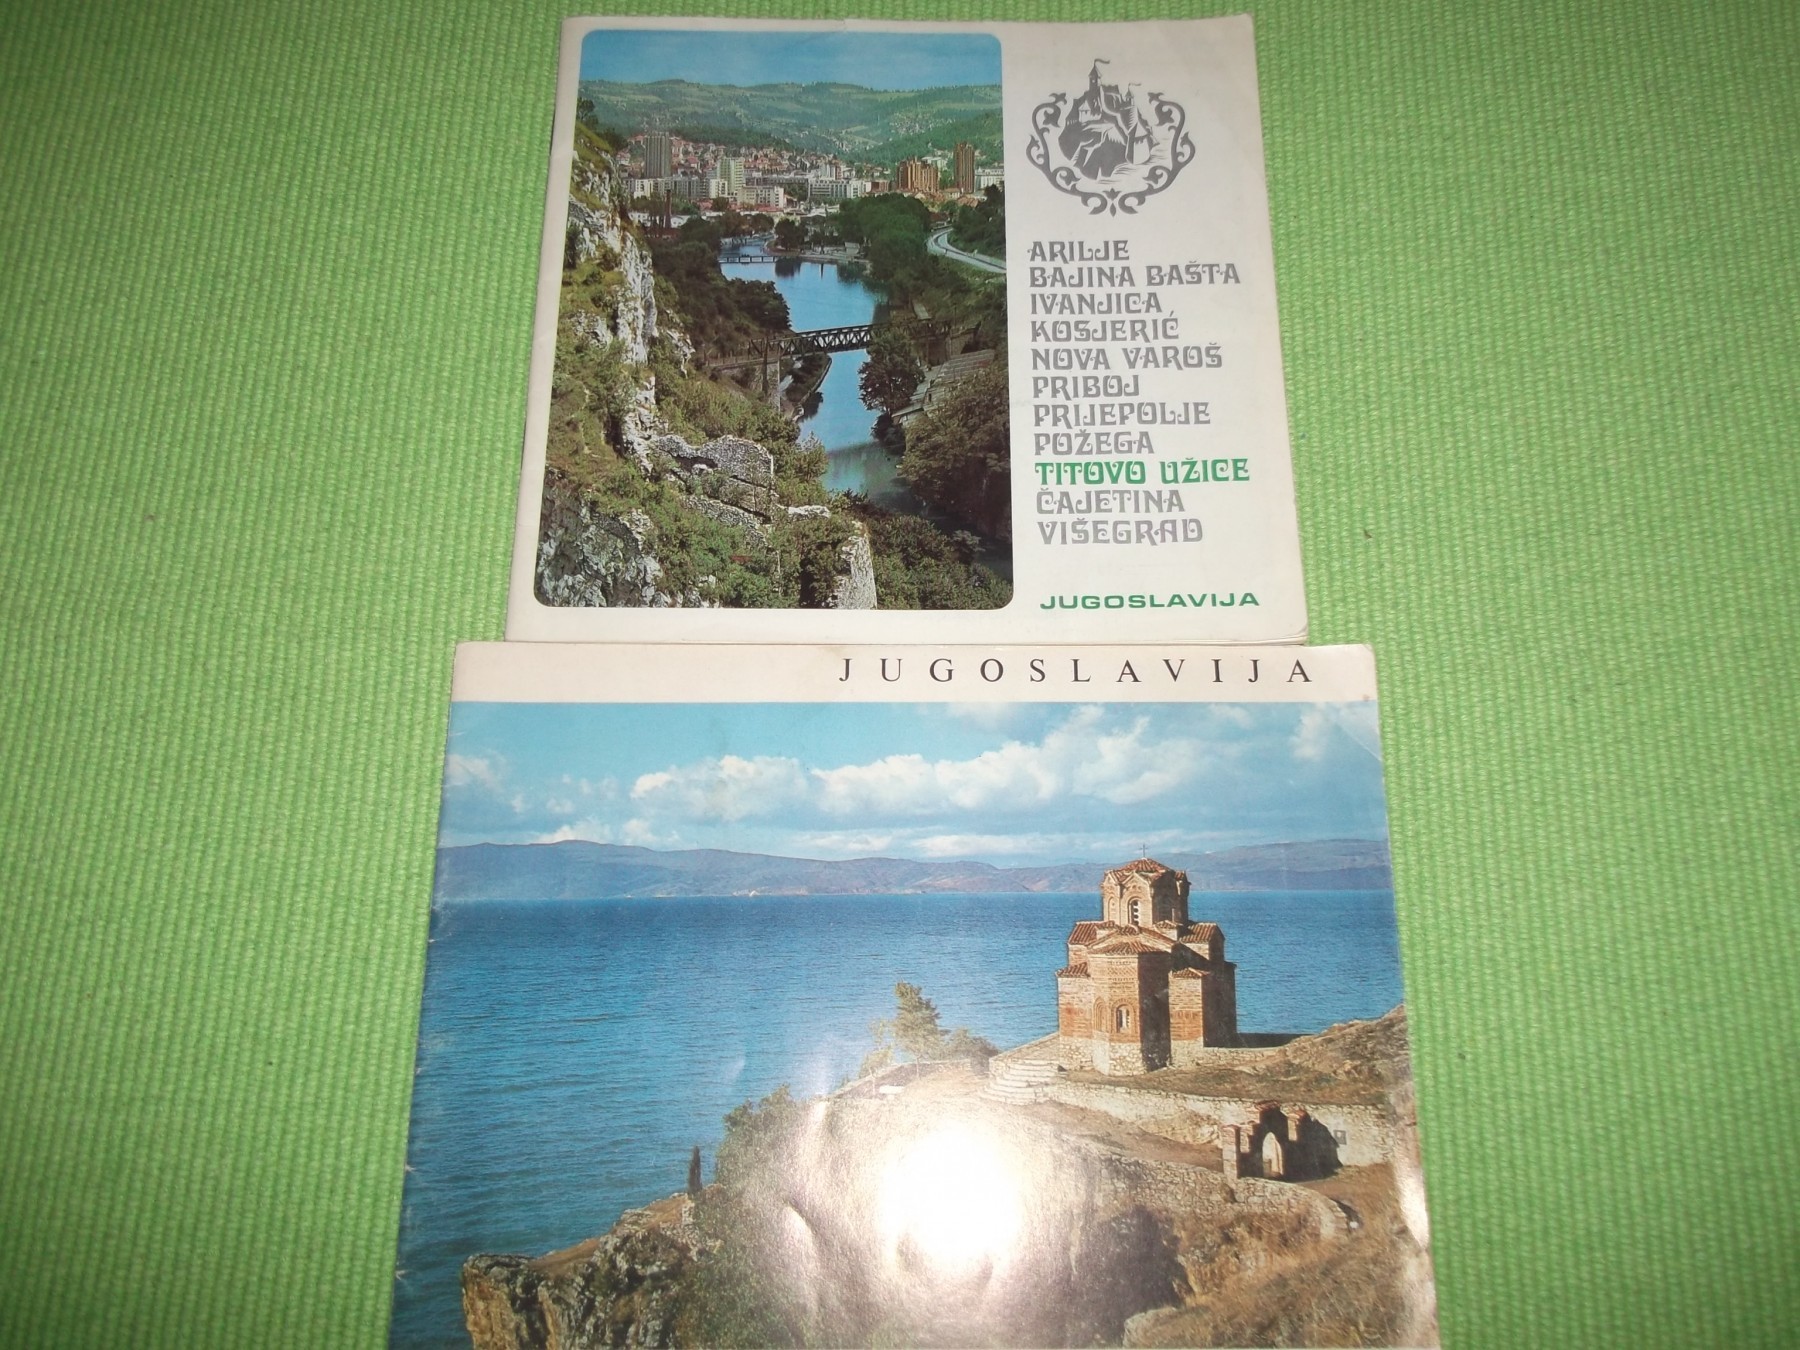 ARILJE
BAJINA BAŠTA
IVANJICA
KOSJERIĆ
NOVA VAROŠ
PRIBOJ
PRIJEPOLJE
POŽEGA
TITOVO UŽICE
ČAJETINA
VIŠEGRAD
JUGOSLAVIJA
JUGOSLAVIJA